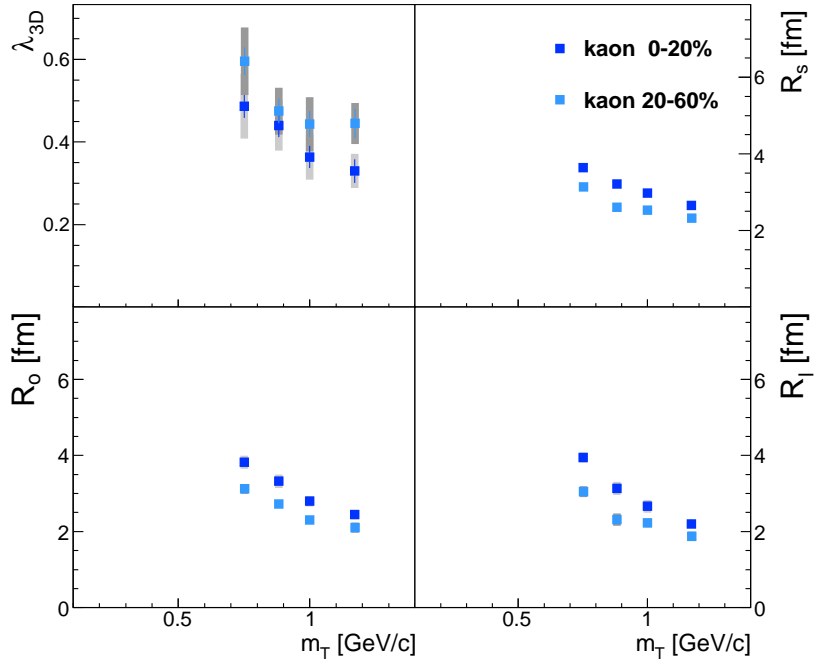 λ3D
0.6
0.4
0.2
kaon 0-20%
kaon 20-60%
Rs [fm]
6
4
2
Ro [fm]
6
4
2
0
0.5
1
mT [GeV/c]
Rl [fm]
6
4
2
0
0.5
1
mT [GeV/c]